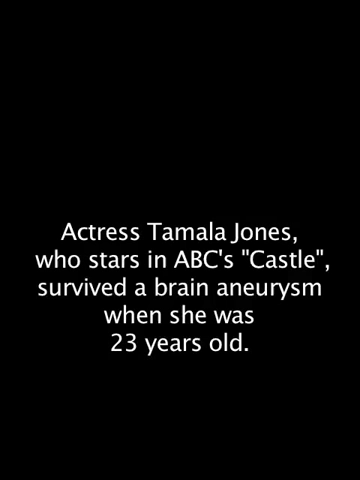 Actress Tamala Jones,
who stars in ABC's "Castle",
survived a brain aneurysm
when she was
23 years old.